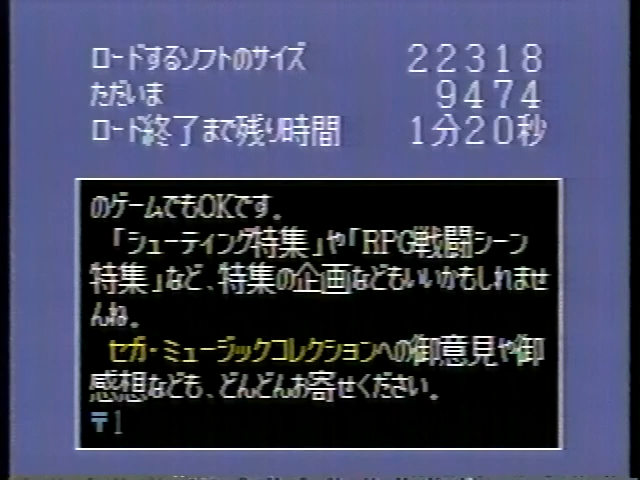 ロードするソフトのサイズ 22318
ただいま 9474
ロード終了まで残り時間 1分20秒
のゲームでもOKです。
「シューティング特集」や「RPG戦闘シーン
特集」など、特集の企画などもいいかもしれませ
んね。
セガ・ミュージックコレクションへの御意見や御
感想なども、どんどんお寄せください。
〒1